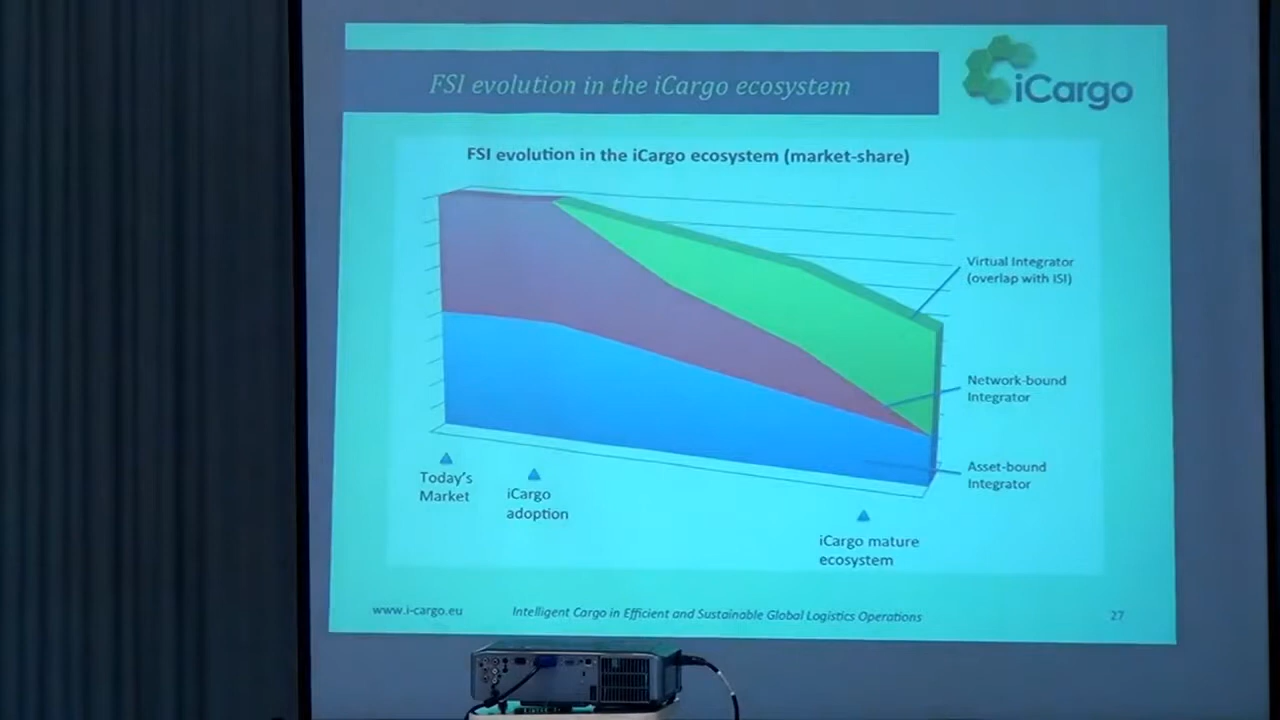 FSI evolution in the iCargo ecosystem
iCargo
FSI evolution in the iCargo ecosystem (market-share)
Virtual Integrator
(overlap with ISI)
Network-bound
Integrator
Asset-bound
Integrator
Today's
Market
iCargo
adoption
iCargo mature
ecosystem
www.i-cargo.eu
Intelligent Cargo in Efficient and Sustainable Global Logistics Operations
27